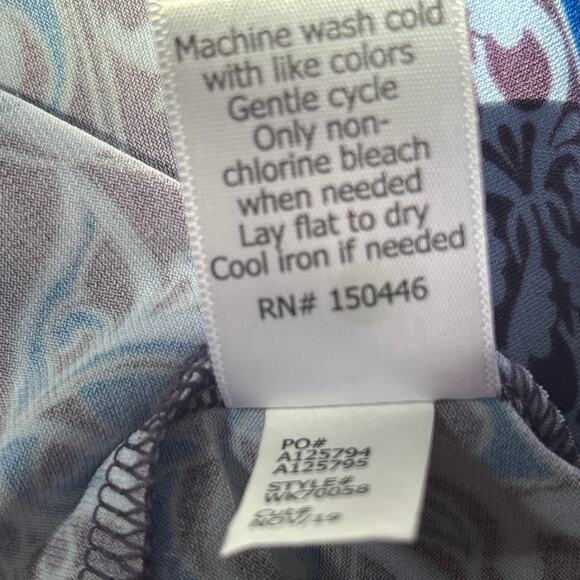 Machine wash cold
with like colors
Gentle cycle
Only non-
chlorine bleach
when needed
Lay flat to dry
Cool iron if needed
RN# 150446
PO#
A125794
A125795
STYLE#
WK70058
CUT#
NOV/19